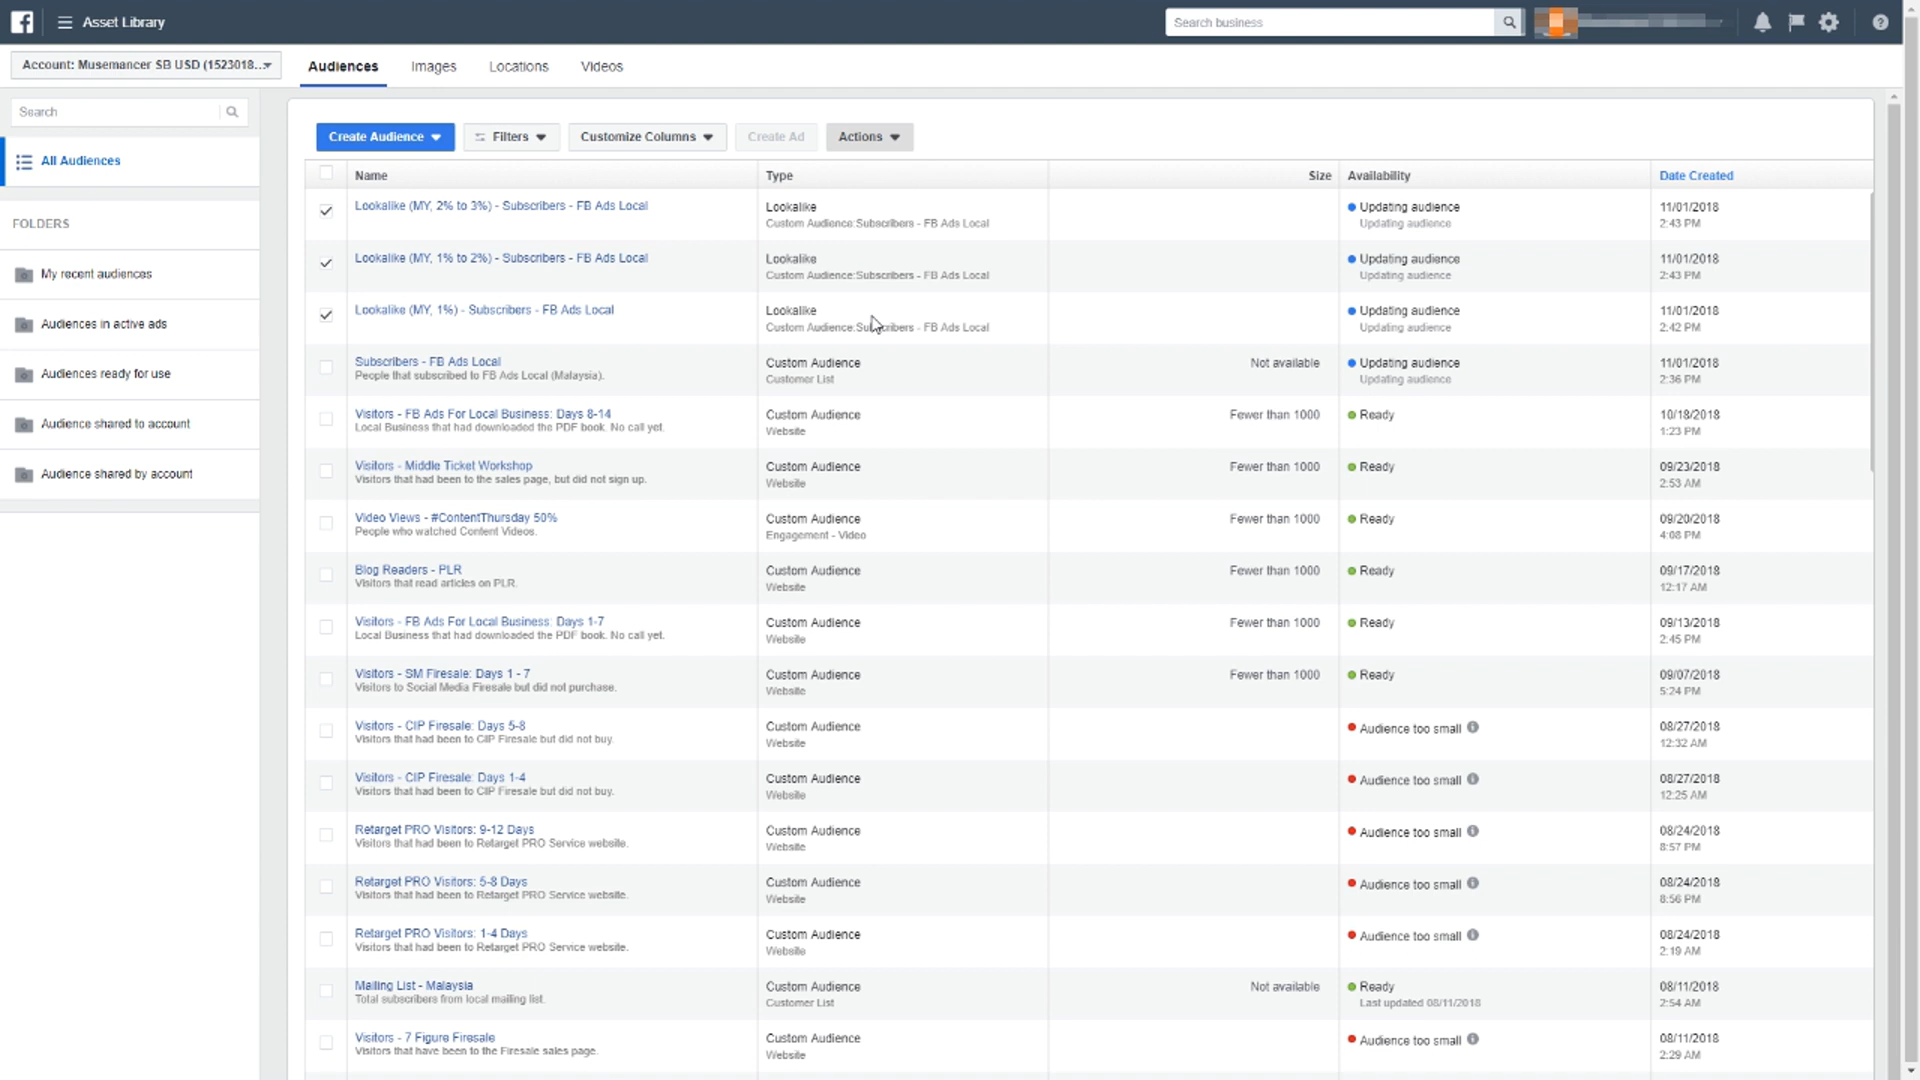 Asset Library
Search business
Account: Musemancer SB USD (1523018...
Audiences
Images
Locations
Videos
Search
All Audiences
FOLDERS
My recent audiences
Audiences in active ads
Audiences ready for use
Audience shared to account
Audience shared by account
Create Audience
Filters
Customize Columns
Create Ad
Actions
Name
Type
Size
Availability
Date Created
Lookalike (MY, 2% to 3%) - Subscribers - FB Ads Local
Lookalike
Custom Audience:Subscribers - FB Ads Local
Updating audience
Updating audience
11/01/2018
2:43 PM
Lookalike (MY, 1% to 2%) - Subscribers - FB Ads Local
Lookalike
Custom Audience:Subscribers - FB Ads Local
Updating audience
Updating audience
11/01/2018
2:43 PM
Lookalike (MY, 1%) - Subscribers - FB Ads Local
Lookalike
Custom Audience:Subscribers - FB Ads Local
Updating audience
Updating audience
11/01/2018
2:42 PM
Subscribers - FB Ads Local
People that subscribed to FB Ads Local (Malaysia).
Custom Audience
Customer List
Not available
Updating audience
Updating audience
11/01/2018
2:36 PM
Visitors - FB Ads For Local Business: Days 8-14
Local Business that had downloaded the PDF book. No call yet.
Custom Audience
Website
Fewer than 1000
Ready
10/18/2018
1:23 PM
Visitors - Middle Ticket Workshop
Visitors that had been to the sales page, but did not sign up.
Custom Audience
Website
Fewer than 1000
Ready
09/23/2018
2:53 AM
Video Views - #ContentThursday 50%
People who watched Content Videos.
Custom Audience
Engagement - Video
Fewer than 1000
Ready
09/20/2018
4:08 PM
Blog Readers - PLR
Visitors that read articles on PLR.
Custom Audience
Website
Fewer than 1000
Ready
09/17/2018
12:17 AM
Visitors - FB Ads For Local Business: Days 1-7
Local Business that had downloaded the PDF book. No call yet.
Custom Audience
Website
Fewer than 1000
Ready
09/13/2018
2:45 PM
Visitors - SM Firesale: Days 1 - 7
Visitors to Social Media Firesale but did not purchase.
Custom Audience
Website
Fewer than 1000
Ready
09/07/2018
5:24 PM
Visitors - CIP Firesale: Days 5-8
Visitors that had been to CIP Firesale but did not buy.
Custom Audience
Website
Audience too small
08/27/2018
12:32 AM
Visitors - CIP Firesale: Days 1-4
Visitors that had been to CIP Firesale but did not buy.
Custom Audience
Website
Audience too small
08/27/2018
12:25 AM
Retarget PRO Visitors: 9-12 Days
Visitors that had been to Retarget PRO Service website.
Custom Audience
Website
Audience too small
08/24/2018
8:57 PM
Retarget PRO Visitors: 5-8 Days
Visitors that had been to Retarget PRO Service website.
Custom Audience
Website
Audience too small
08/24/2018
8:56 PM
Retarget PRO Visitors: 1-4 Days
Visitors that had been to Retarget PRO Service website.
Custom Audience
Website
Audience too small
08/24/2018
2:19 AM
Mailing List - Malaysia
Total subscribers from local mailing list.
Custom Audience
Customer List
Not available
Ready
Last updated 08/11/2018
08/11/2018
2:54 AM
Visitors - 7 Figure Firesale
Visitors that have been to the Firesale sales page.
Custom Audience
Website
Audience too small
08/11/2018
2:29 AM